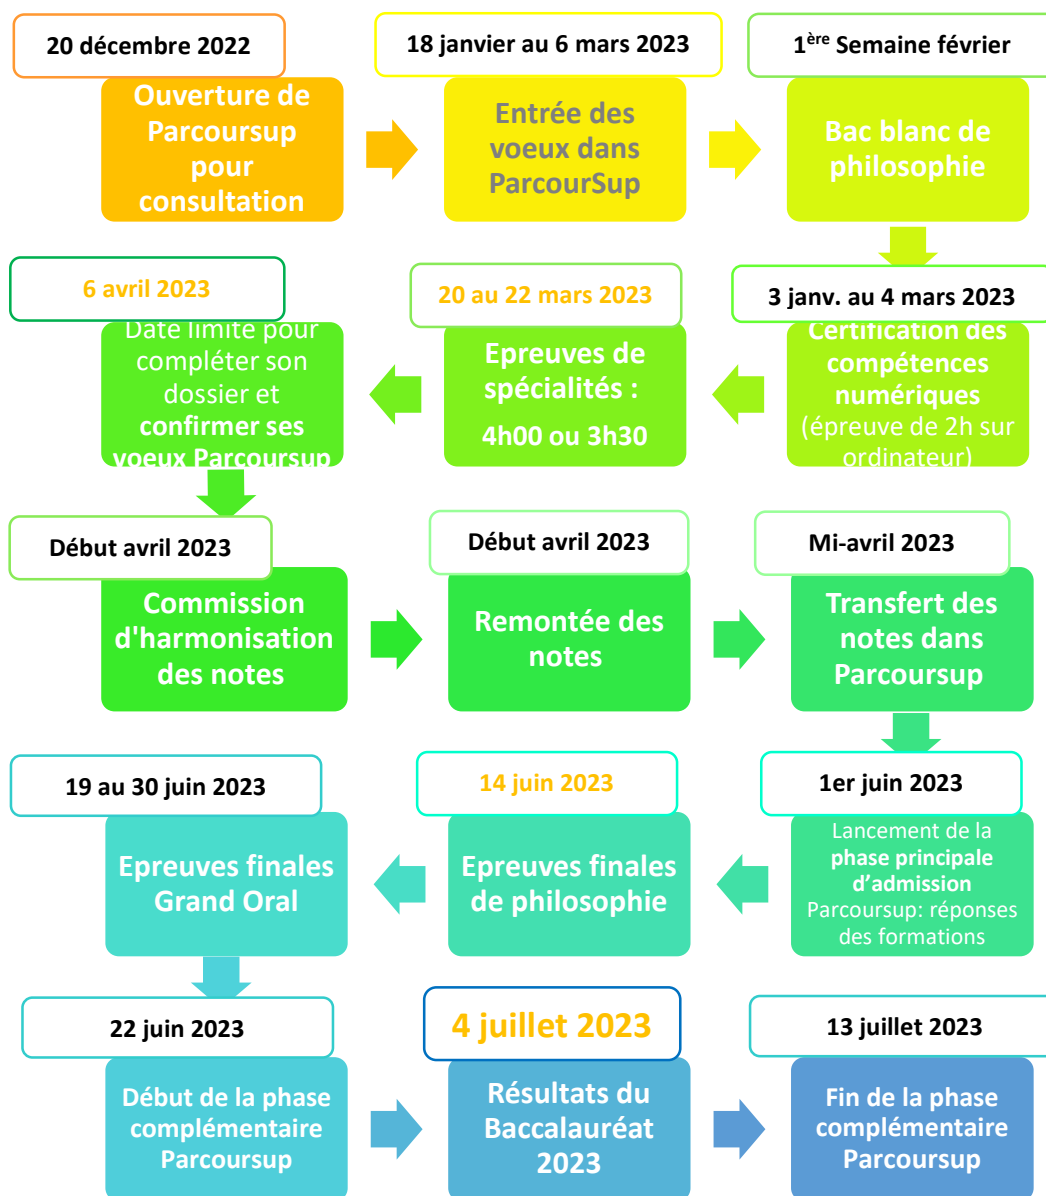 20 décembre 2022
Ouverture de
Parcoursup
pour
consultation
18 janvier au 6 mars 2023
Entrée des
voeux dans
ParcourSup
1ère Semaine février
Bac blanc de
philosophie
3 janv. au 4 mars 2023
Certification des
compétences
numériques
(épreuve de 2h sur
ordinateur)
20 au 22 mars 2023
Epreuves de
spécialités :
4h00 ou 3h30
6 avril 2023
Date limite pour
compléter son
dossier et
confirmer ses
voeux Parcoursup
Début avril 2023
Commission
d'harmonisation
des notes
Début avril 2023
Remontée des
notes
Mi-avril 2023
Transfert des
notes dans
Parcoursup
1er juin 2023
Lancement de la
phase principale
d’admission
Parcoursup: réponses
des formations
14 juin 2023
Epreuves finales
de philosophie
19 au 30 juin 2023
Epreuves finales
Grand Oral
22 juin 2023
Début de la phase
complémentaire
Parcoursup
4 juillet 2023
Résultats du
Baccalauréat
2023
13 juillet 2023
Fin de la phase
complémentaire
Parcoursup